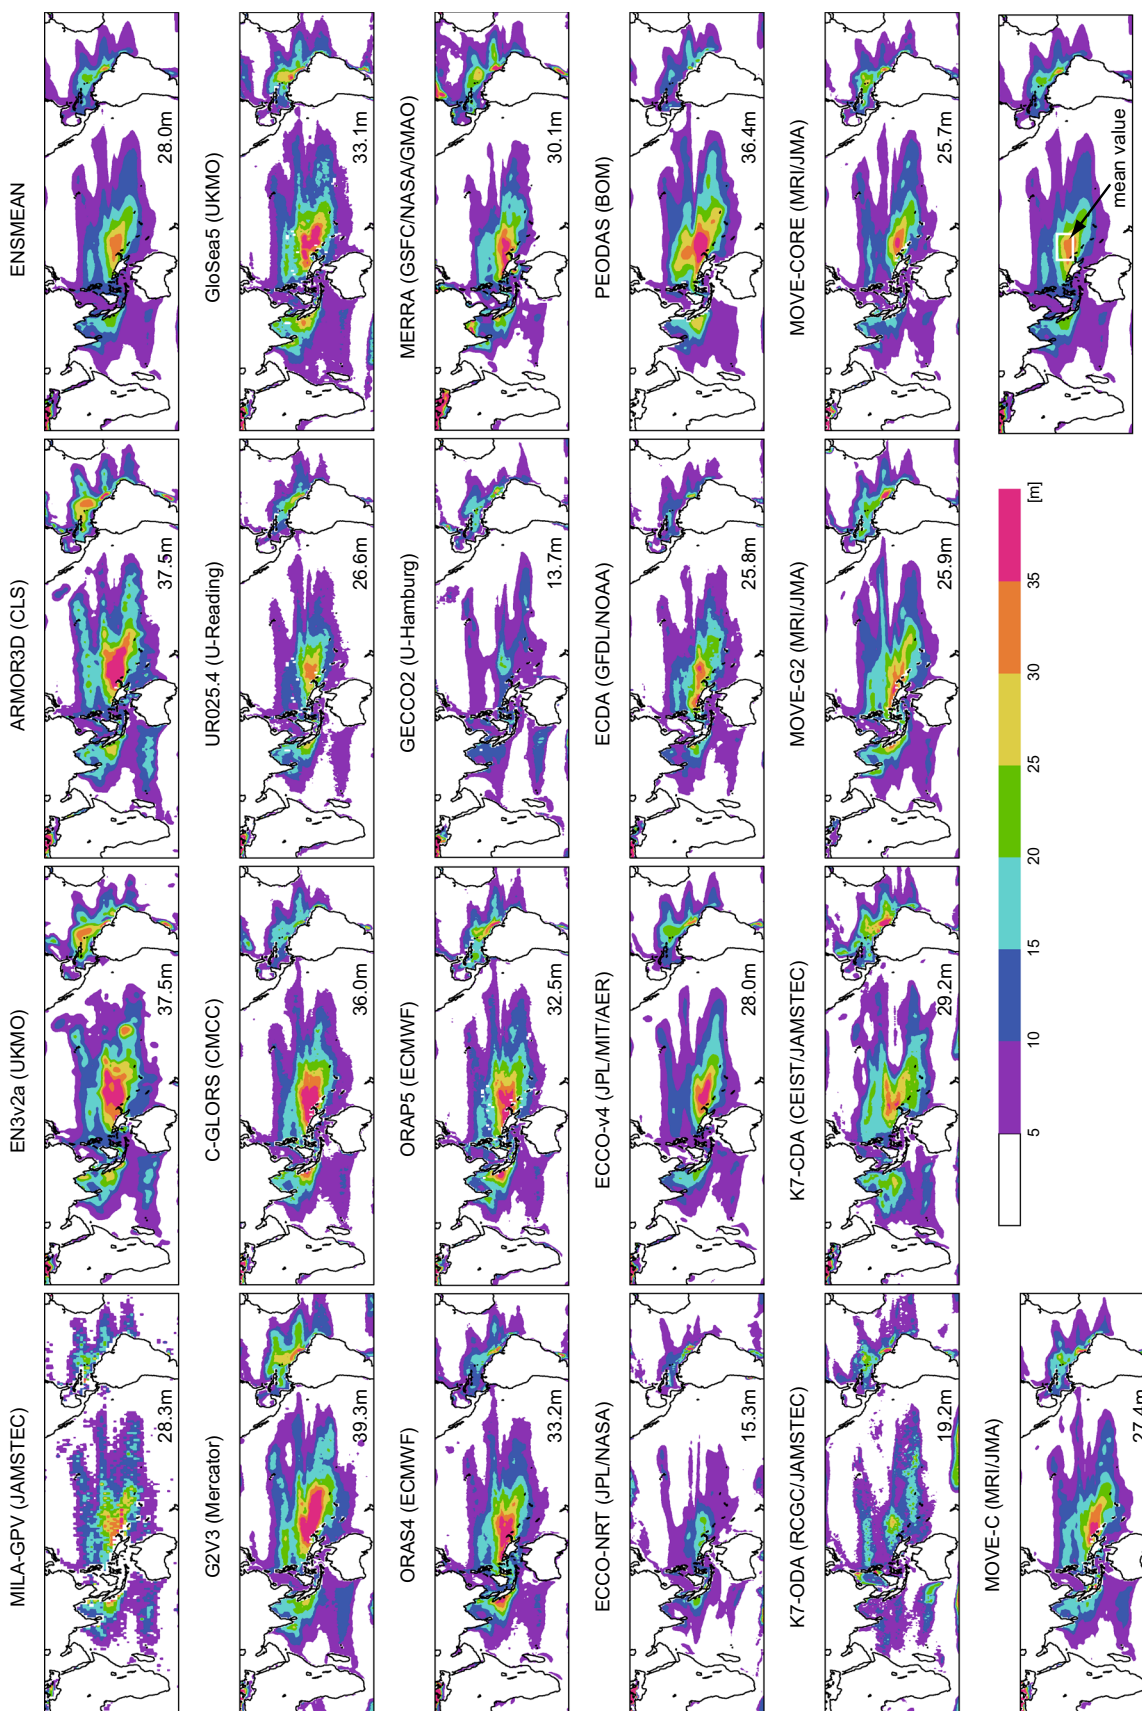 MILA-GPV (JAMSTEC)
28.3m
EN3v2a (UKMO)
37.5m
ARMOR3D (CLS)
37.5m
ENSMEAN
28.0m
G2V3 (Mercator)
39.3m
C-GLORS (CMCC)
36.0m
UR025.4 (U-Reading)
26.6m
GloSea5 (UKMO)
33.1m
ORAS4 (ECMWF)
33.2m
ORAP5 (ECMWF)
32.5m
GECCO2 (U-Hamburg)
13.7m
MERRA (GSFC/NASA/GMAO)
30.1m
ECCO-NRT (JPL/NASA)
15.3m
ECCO-v4 (JPL/MIT/AER)
28.0m
ECDA (GFDL/NOAA)
25.8m
PEODAS (BOM)
36.4m
K7-ODA (RCGC/JAMSTEC)
19.2m
K7-CDA (CEIST/JAMSTEC)
29.2m
MOVE-G2 (MRI/JMA)
25.9m
MOVE-CORE (MRI/JMA)
25.7m
MOVE-C (MRI/JMA)
27.4m
5 10 15 20 25 30 35 [m]
mean value